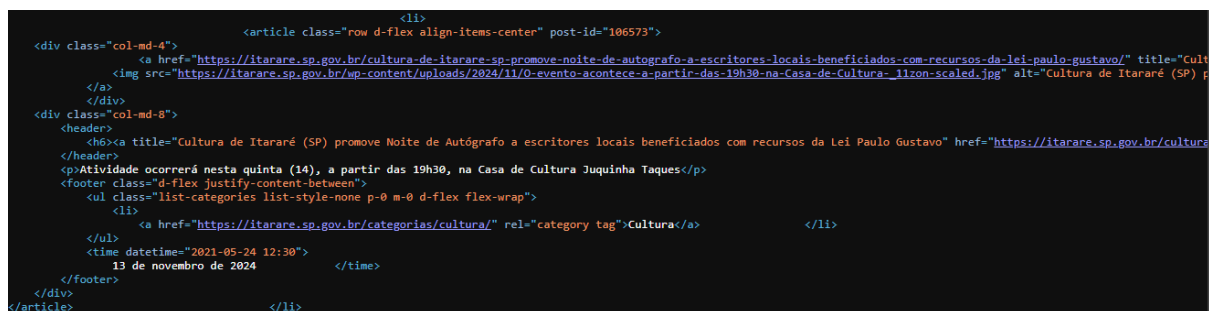 <li>
<article class="row d-flex align-items-center" post-id="106573">
<div class="col-md-4">
<a href="https://itarare.sp.gov.br/cultura-de-itarare-sp-promove-noite-de-autografo-a-escritores-locais-beneficiados-com-recursos-da-lei-paulo-gustavo/" title="Cult
<img src="https://itarare.sp.gov.br/wp-content/uploads/2024/11/O-evento-acontece-a-partir-das-19h30-na-Casa-de-Cultura-_11zon-scaled.jpg" alt="Cultura de Itararé (SP) p
</a>
</div>
<div class="col-md-8">
<header>
<h6><a title="Cultura de Itararé (SP) promove Noite de Autógrafo a escritores locais beneficiados com recursos da Lei Paulo Gustavo" href="https://itarare.sp.gov.br/cultura
</header>
<p>Atividade ocorrerá nesta quinta (14), a partir das 19h30, na Casa de Cultura Juquinha Taques</p>
<footer class="d-flex justify-content-between">
<ul class="list-categories list-style-none p-0 m-0 d-flex flex-wrap">
<li>
<a href="https://itarare.sp.gov.br/categorias/cultura/" rel="category tag">Cultura</a> </li>
</ul>
<time datetime="2021-05-24 12:30">
13 de novembro de 2024 </time>
</footer>
</div>
</article> </li>